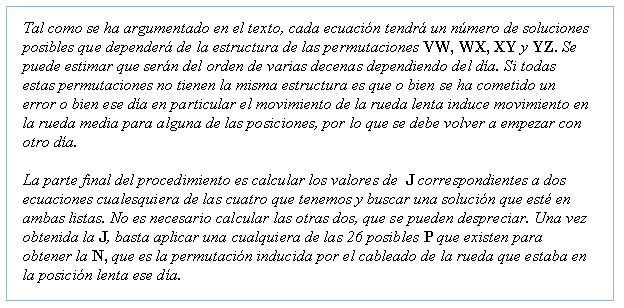 Tal como se ha argumentado en el texto, cada ecuación tendrá un número de soluciones
posibles que dependerá de la estructura de las permutaciones VW, WX, XY y YZ. Se
puede estimar que serán del orden de varias decenas dependiendo del día. Si todas
estas permutaciones no tienen la misma estructura es que o bien se ha cometido un
error o bien ese día en particular el movimiento de la rueda lenta induce movimiento en
la rueda media para alguna de las posiciones, por lo que se debe volver a empezar con
otro día.
La parte final del procedimiento es calcular los valores de J correspondientes a dos
ecuaciones cualesquiera de las cuatro que tenemos y buscar una solución que esté en
ambas listas. No es necesario calcular las otras dos, que se pueden despreciar. Una vez
obtenida la J, basta aplicar una cualquiera de las 26 posibles P que existen para
obtener la N, que es la permutación inducida por el cableado de la rueda que estaba en
la posición lenta ese día.